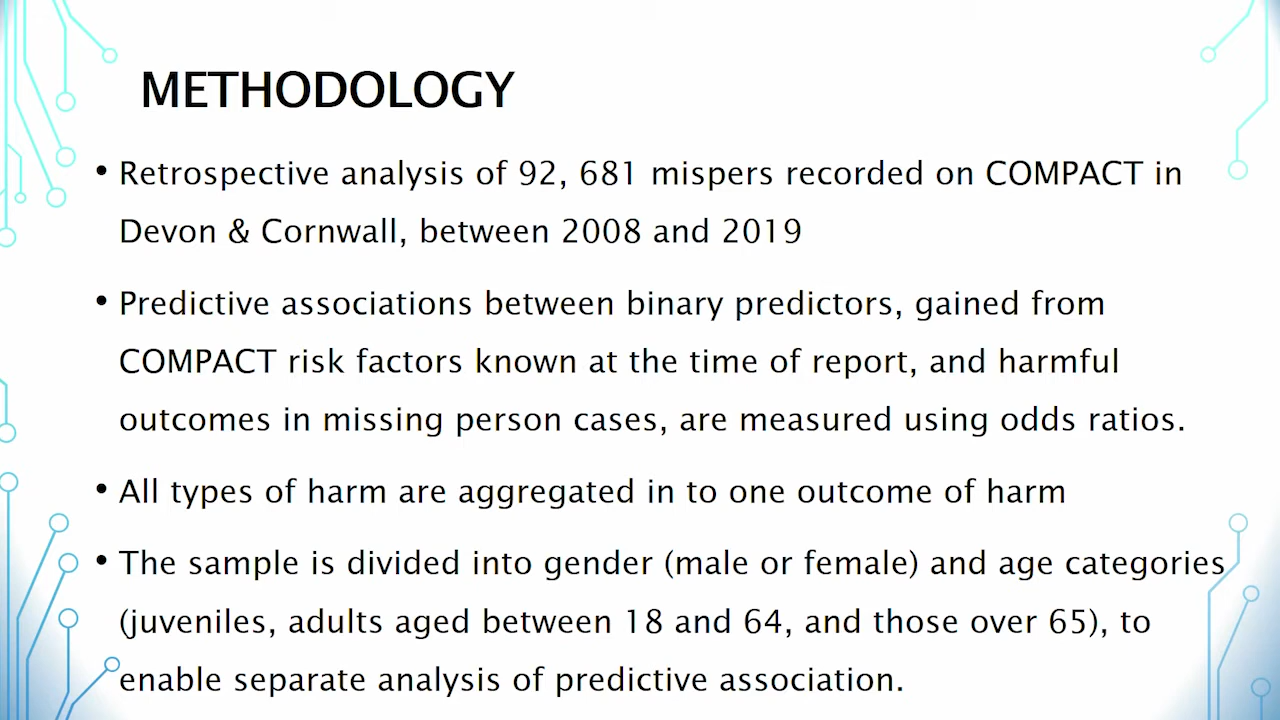 METHODOLOGY
• Retrospective analysis of 92, 681 mispers recorded on COMPACT in
Devon & Cornwall, between 2008 and 2019
• Predictive associations between binary predictors, gained from
COMPACT risk factors known at the time of report, and harmful
outcomes in missing person cases, are measured using odds ratios.
• All types of harm are aggregated in to one outcome of harm
• The sample is divided into gender (male or female) and age categories
(juveniles, adults aged between 18 and 64, and those over 65), to
enable separate analysis of predictive association.